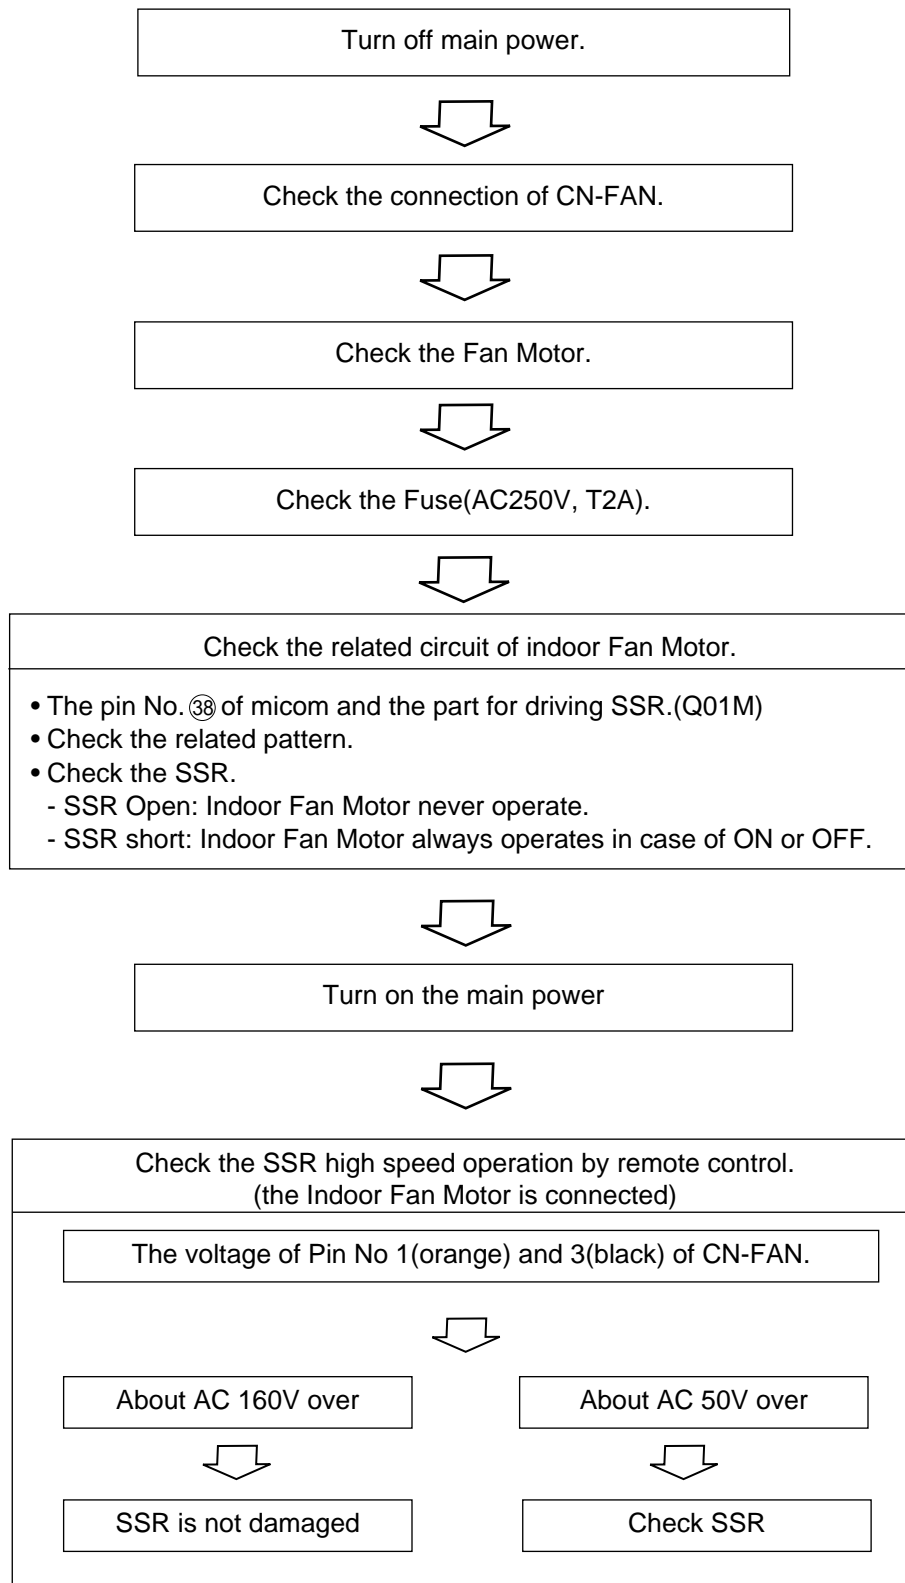 Turn off main power.
Check the connection of CN-FAN.
Check the Fan Motor.
Check the Fuse(AC250V, T2A).
Check the related circuit of indoor Fan Motor.
• The pin No. ㊳ of micom and the part for driving SSR.(Q01M)
• Check the related pattern.
• Check the SSR.
- SSR Open: Indoor Fan Motor never operate.
- SSR short: Indoor Fan Motor always operates in case of ON or OFF.
Turn on the main power
Check the SSR high speed operation by remote control.
(the Indoor Fan Motor is connected)
The voltage of Pin No 1(orange) and 3(black) of CN-FAN.
About AC 160V over
About AC 50V over
SSR is not damaged
Check SSR